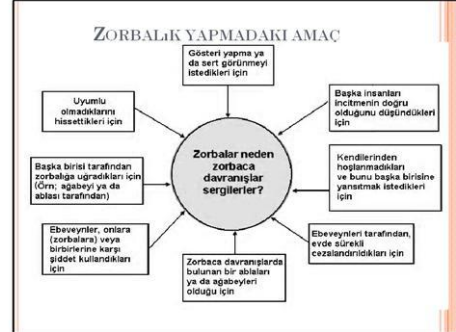 ZORBALıK YAPMADAKI AMAÇ
Gösteri yapma ya
da sert görünmeyi
istedikleri için
Uyumlu
olmadıklarını
hissettikleri için
Başka insanları
incitmenin doğru
olduğunu düşündükleri
için
Başka birisi tarafından
zorbalığa uğradıkları için
(Örn; ağabeyi ya da
ablası tarafından)
Zorbalar neden
zorbaca
davranışlar
sergilerler?
Kendilerinden
hoşlanmadıkları
ve bunu başka birisine
yansıtmak istedikleri
için
Ebeveynler, onlara
(zorbalara) veya
birbirlerine karşı
şiddet kullandıkları
için
Zorbaca davranışlarda
bulunan bir ablaları
ya da ağabeyleri
olduğu için
Ebeveynleri tarafından,
evde sürekli
cezalandırıldıkları için